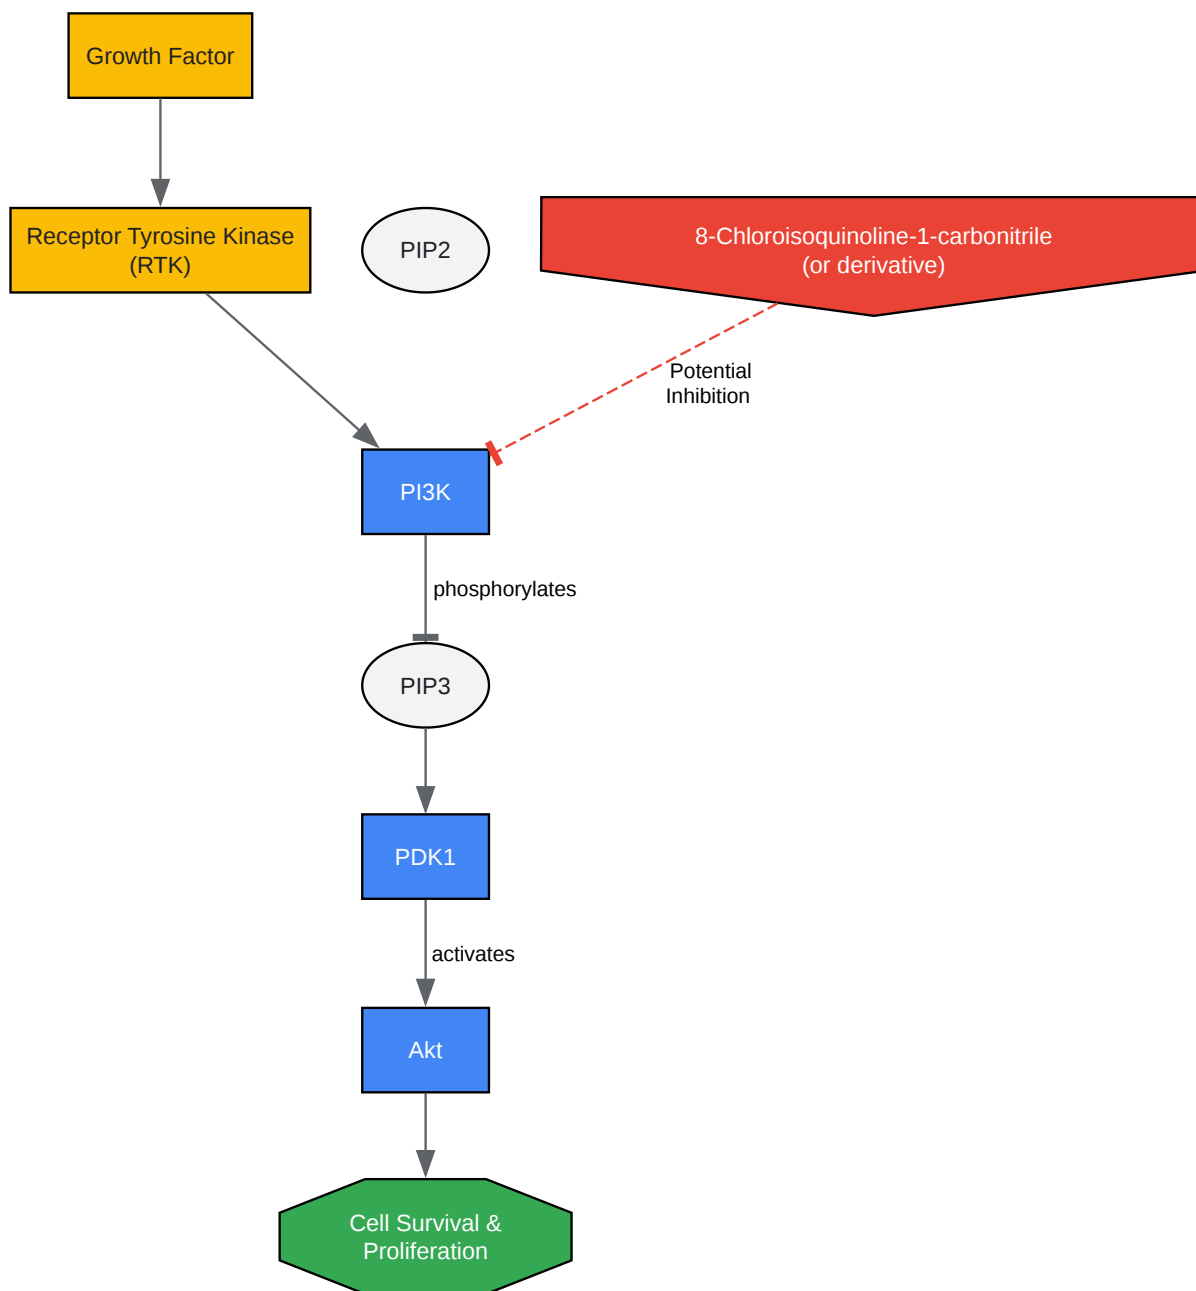 Growth Factor
Receptor Tyrosine Kinase
(RTK)
PIP2
8-Chloroisoquinoline-1-carbonitrile
(or derivative)
Potential
Inhibition
PI3K
phosphorylates
PIP3
PDK1
activates
Akt
Cell Survival &
Proliferation